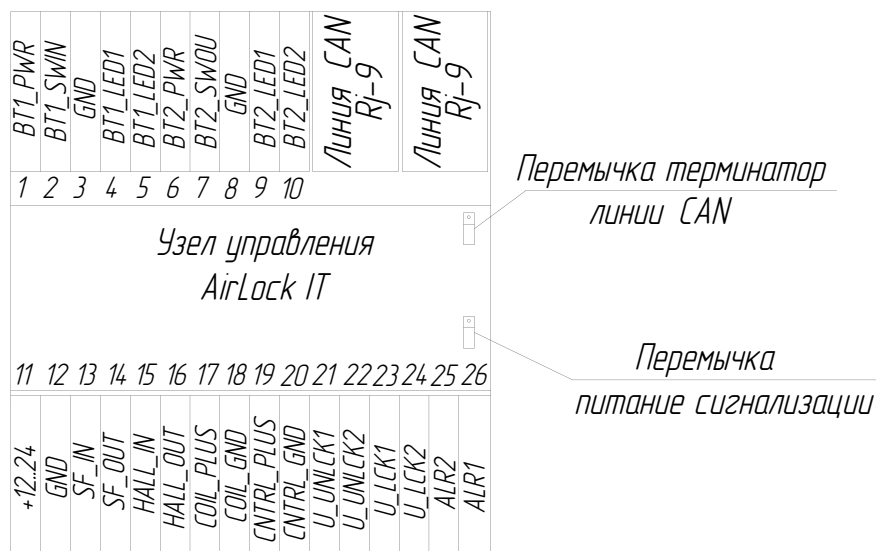 BT1_PWR
BT1_SWIN
GND
BT1_LED1
BT1_LED2
BT2_PWR
BT2_SWOU
GND
BT2_LED1
BT2_LED2
Линия CAN
Rj-9
Линия CAN
Rj-9
1 2 3 4 5 6 7 8 9 10
Перемычка терминатор
линии CAN
Узел управления
AirLock IT
Перемычка
питание сигнализации
11 12 13 14 15 16 17 18 19 20 21 22 23 24 25 26
+12..24
GND
SF_IN
SF_OUT
HALL_IN
HALL_OUT
COIL_PLUS
COIL_GND
CNTRL_PLUS
CNTRL_GND
U_UNLCK1
U_UNLCK2
U_LCK1
U_LCK2
ALR2
ALR1